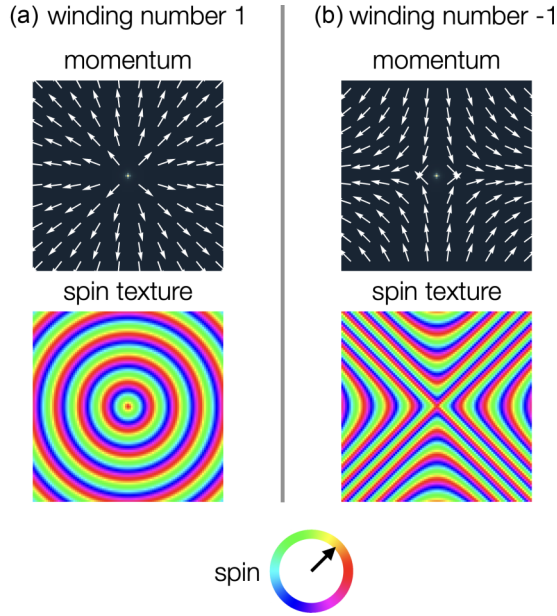 (a) winding number 1
momentum
spin texture
(b) winding number -1
momentum
spin texture
spin